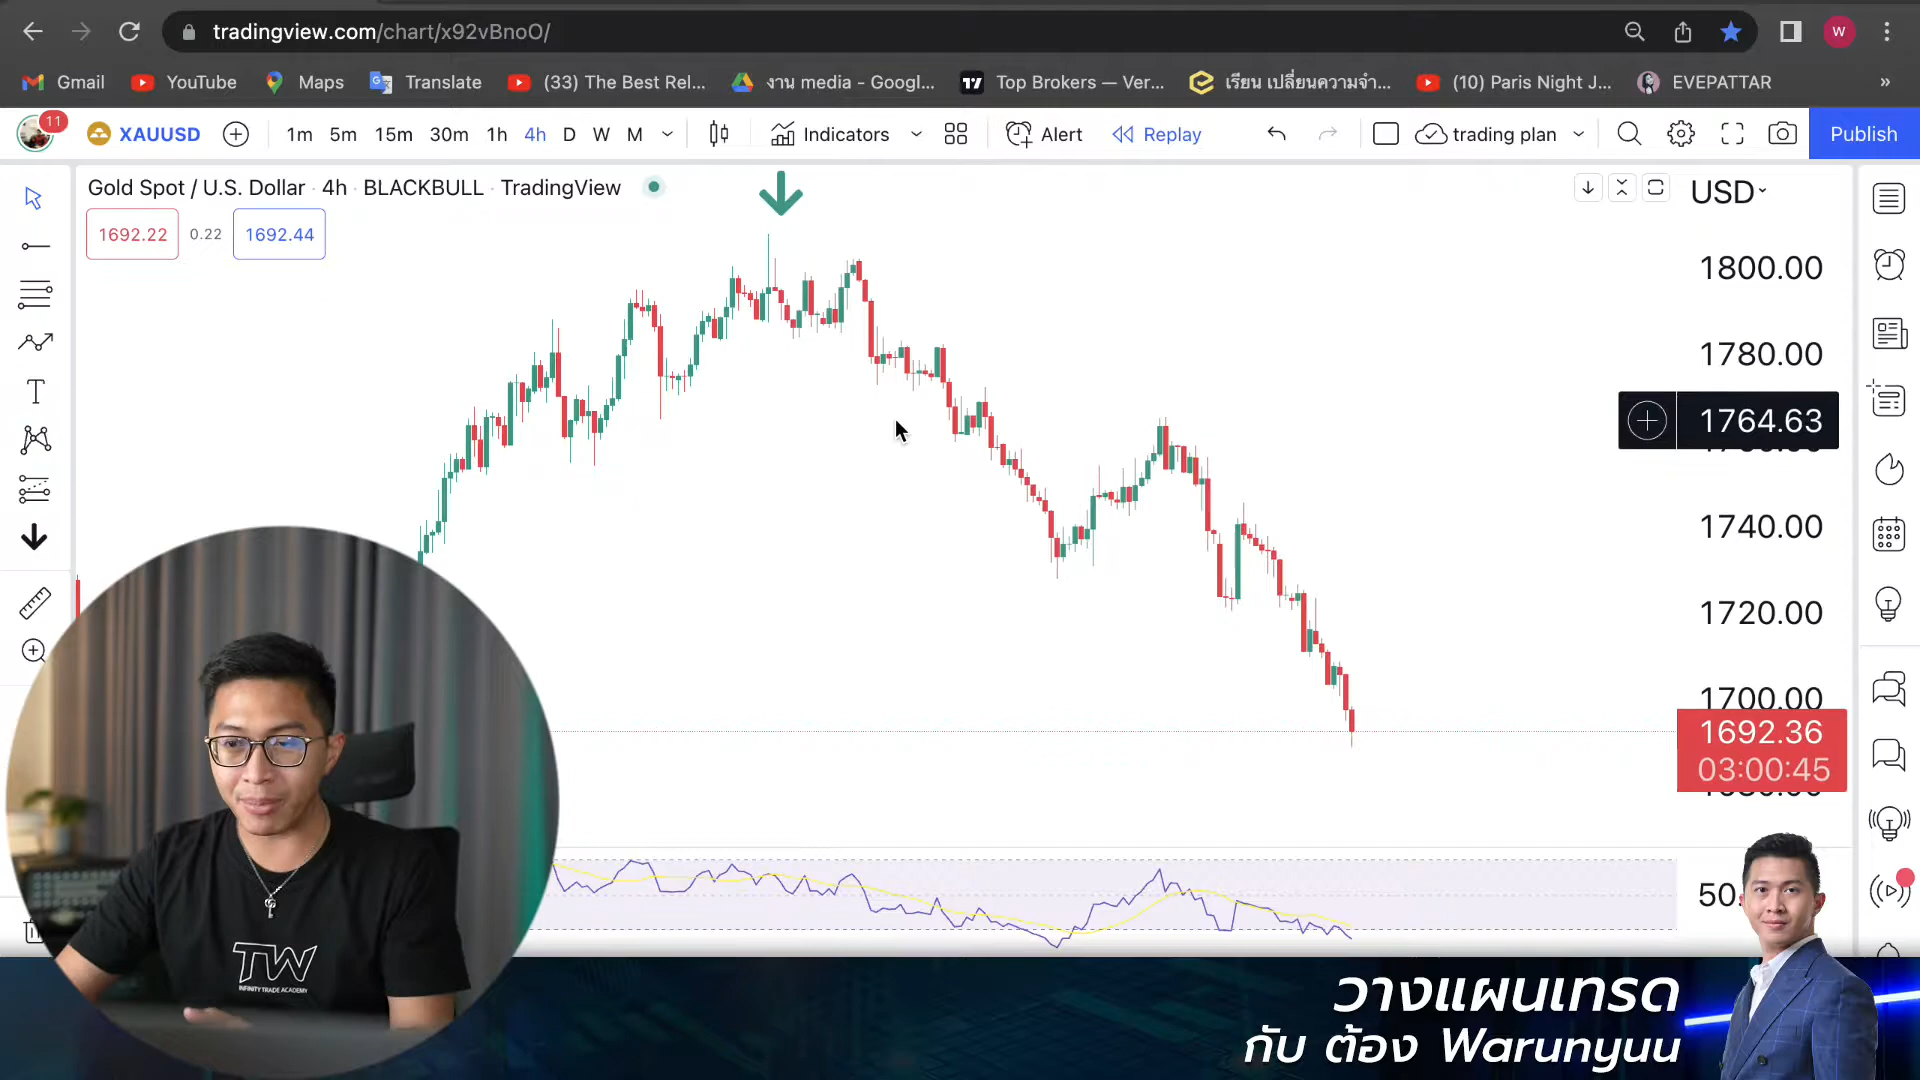 tradingview.com/chart/x92vBnoO/
W
Gmail
YouTube
Maps
Translate
(33) The Best Rel...
งาน media - Googl...
Top Brokers — Ver...
เรียน เปลี่ยนความจำ...
(10) Paris Night J...
EVEPATTAR
»
11
XAUUSD
1m 5m 15m 30m 1h 4h D W M
Indicators
Alert
Replay
trading plan
Publish
Gold Spot / U.S. Dollar · 4h · BLACKBULL · TradingView
USD
1692.22
0.22
1692.44
1800.00
1780.00
1764.63
1740.00
1720.00
1700.00
1692.36
03:00:45
50.
TW
INFINITY TRADE ACADEMY
วางแผนเทรด
กับ ต้อง Warunyuu